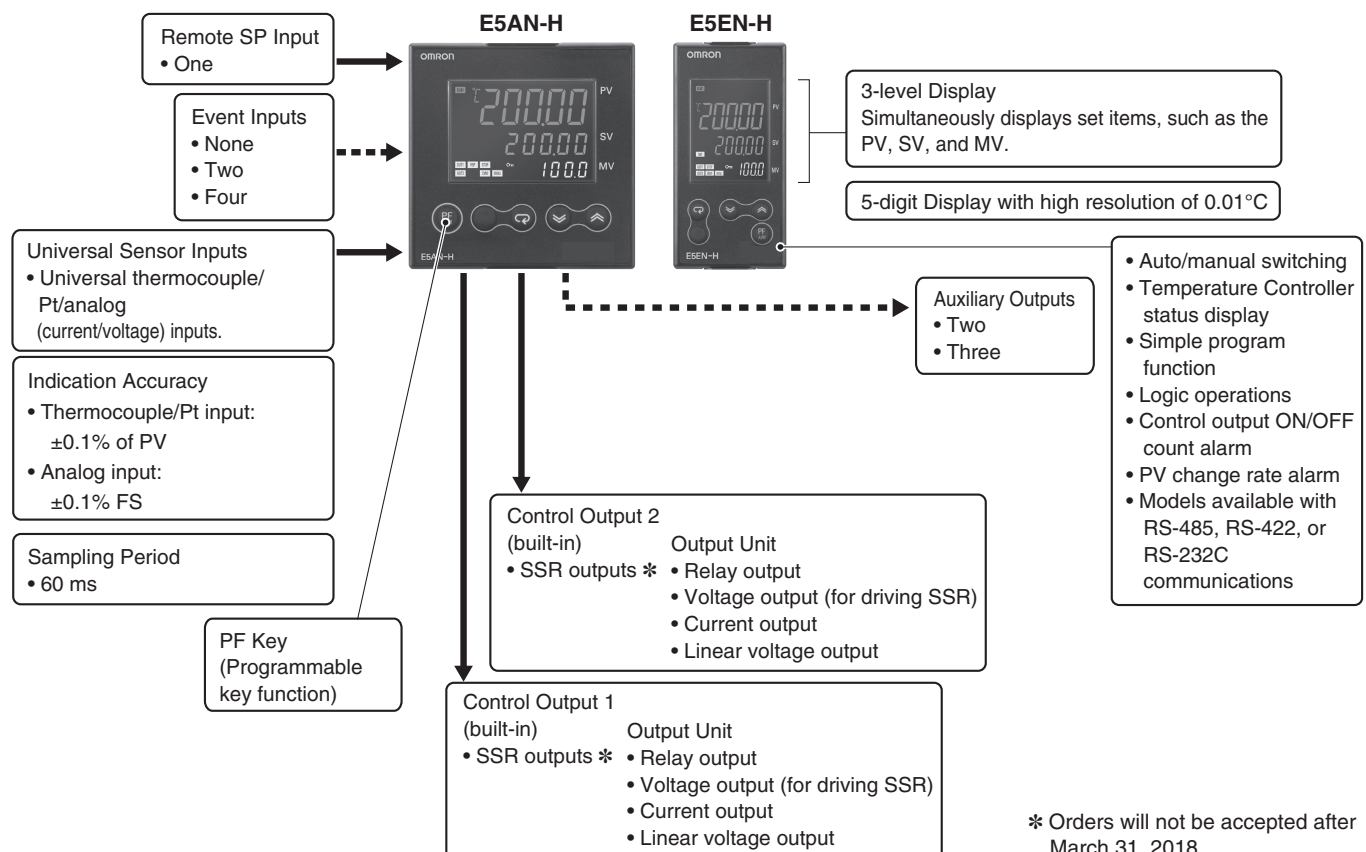 E5AN-H
E5EN-H
Remote SP Input
• One
Event Inputs
• None
• Two
• Four
Universal Sensor Inputs
• Universal thermocouple/
Pt/analog
(current/voltage) inputs.
Indication Accuracy
• Thermocouple/Pt input:
±0.1% of PV
• Analog input:
±0.1% FS
Sampling Period
• 60 ms
OMRON
℃ 200.00 PV
200.00 SV
100.0 MV
PF
E5AN-H
OMRON
℃ 200.00 PV
200.00 SV
100.0 MV
PF
E5EN-H
3-level Display
Simultaneously displays set items, such as the
PV, SV, and MV.
5-digit Display with high resolution of 0.01°C
• Auto/manual switching
• Temperature Controller
status display
• Simple program
function
• Logic operations
• Control output ON/OFF
count alarm
• PV change rate alarm
• Models available with
RS-485, RS-422, or
RS-232C
communications
Auxiliary Outputs
• Two
• Three
PF Key
(Programmable
key function)
Control Output 2
(built-in)
• SSR outputs ✻
Output Unit
• Relay output
• Voltage output (for driving SSR)
• Current output
• Linear voltage output
Control Output 1
(built-in)
• SSR outputs ✻
Output Unit
• Relay output
• Voltage output (for driving SSR)
• Current output
• Linear voltage output
✻ Orders will not be accepted after
March 31, 2018